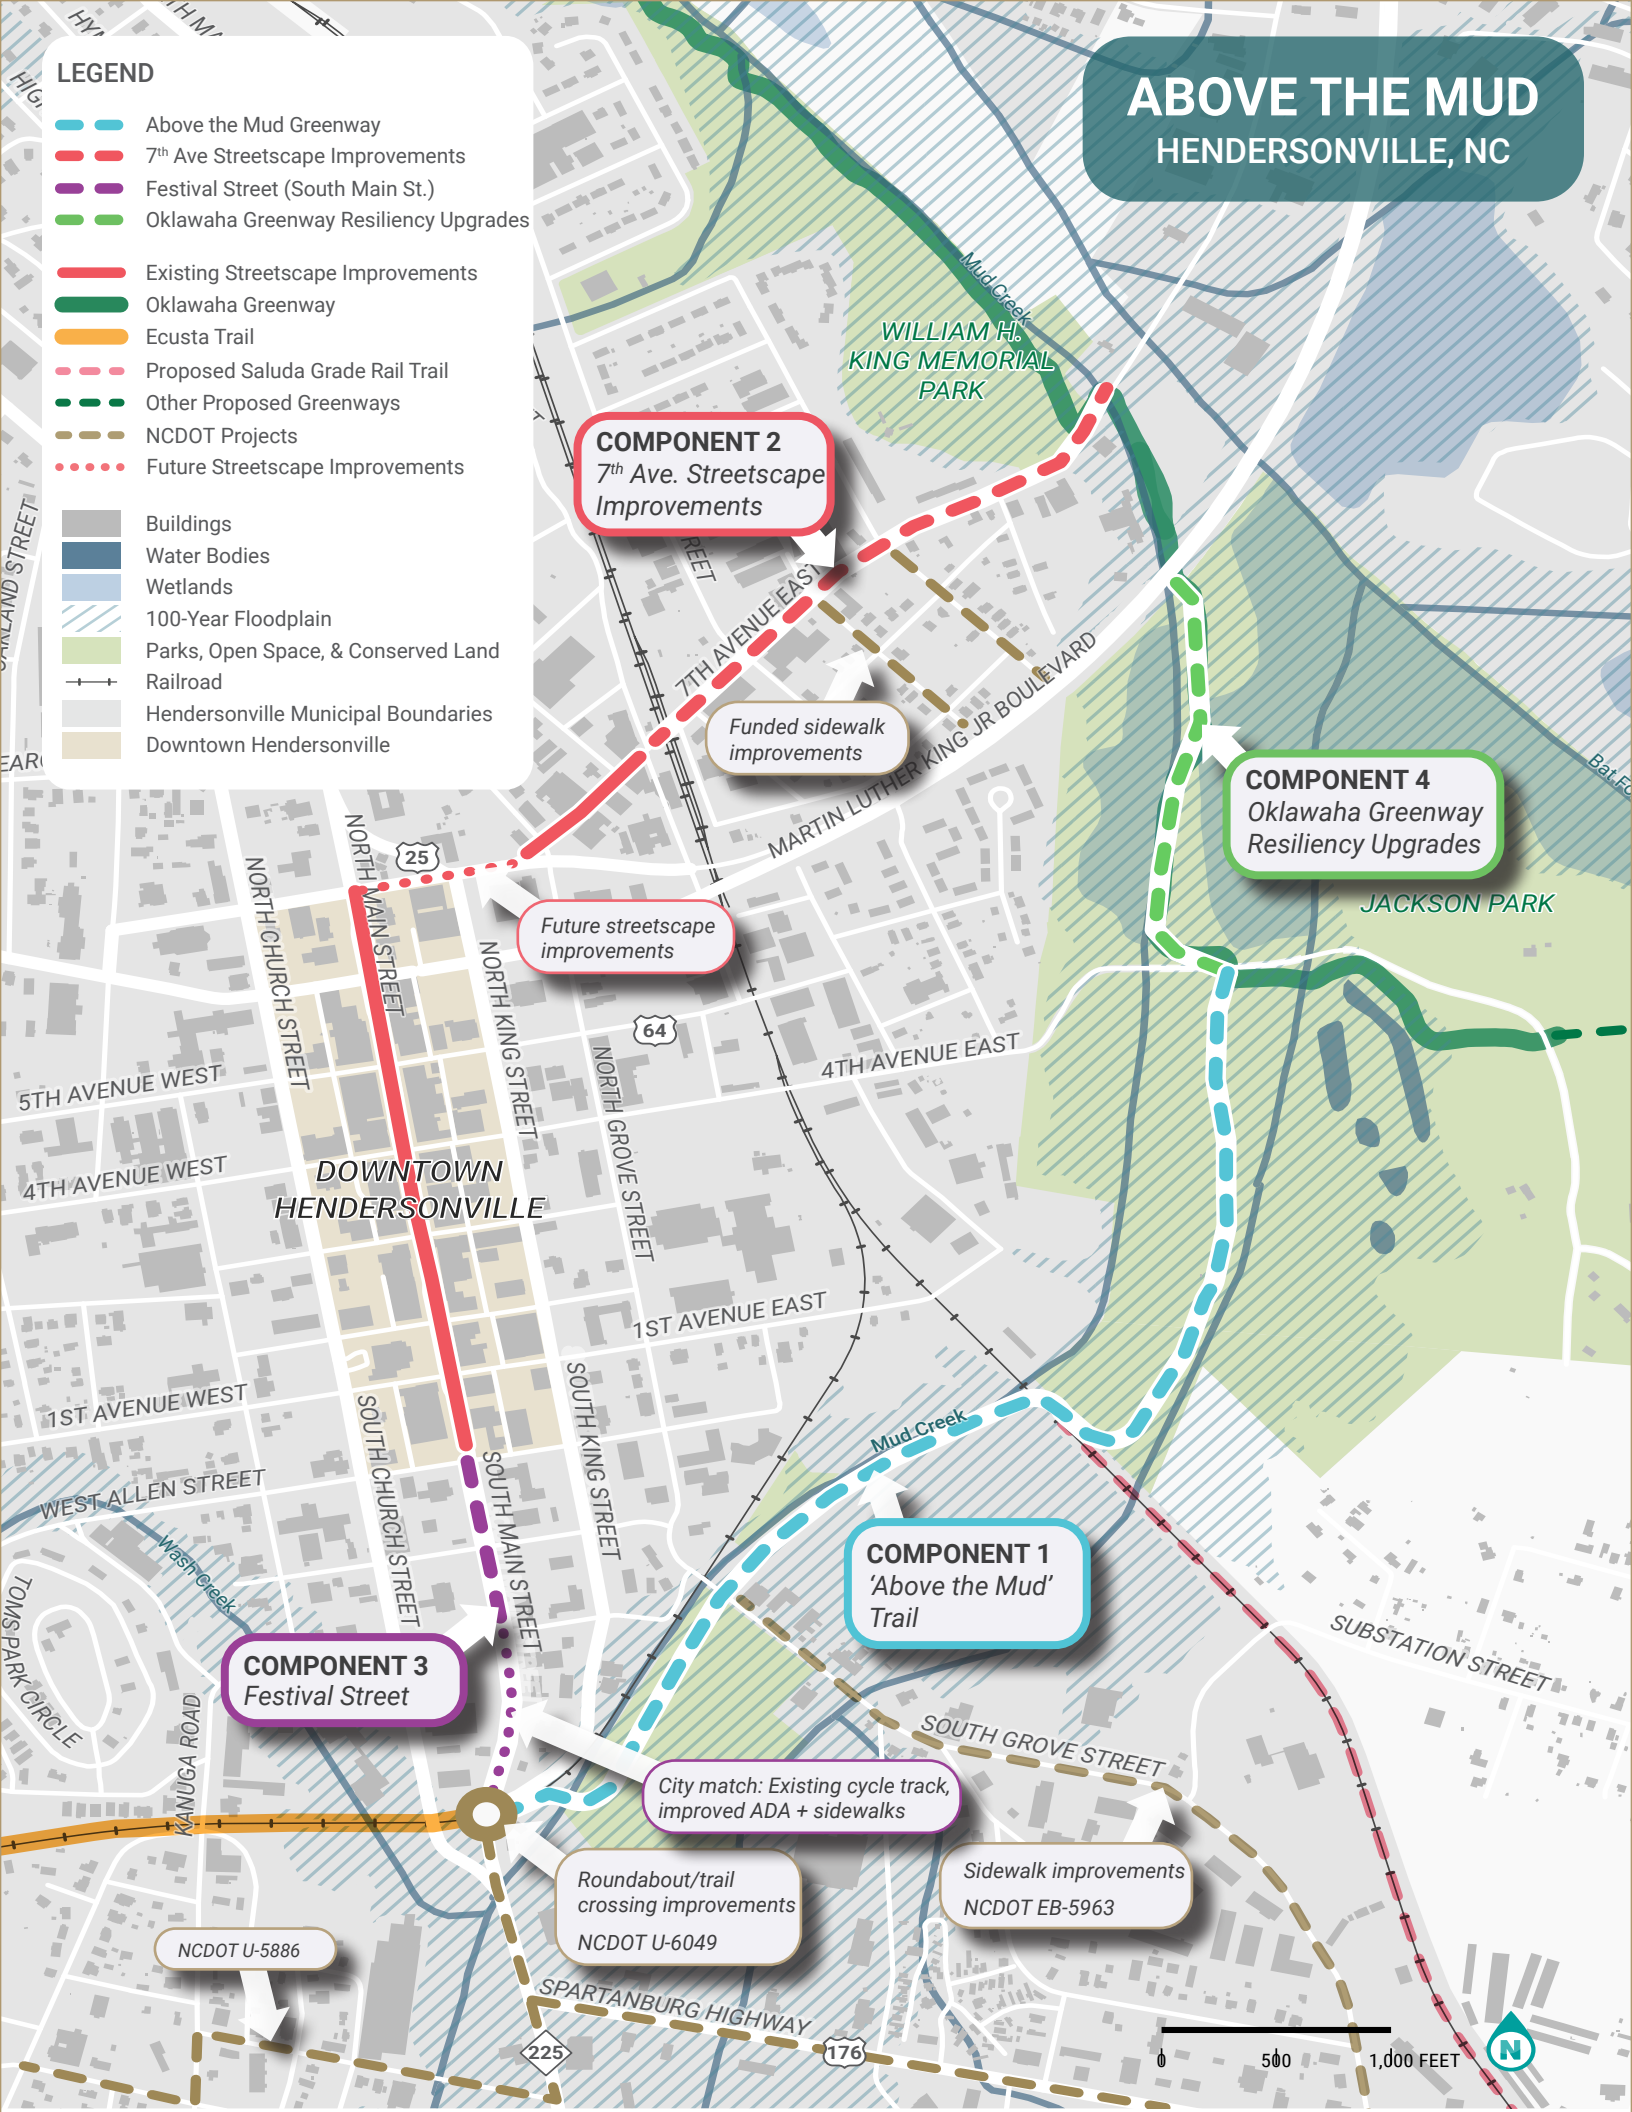 ABOVE THE MUD
HENDERSONVILLE, NC
LEGEND
Above the Mud Greenway
7th Ave Streetscape Improvements
Festival Street (South Main St.)
Oklawaha Greenway Resiliency Upgrades
Existing Streetscape Improvements
Oklawaha Greenway
Ecusta Trail
Proposed Saluda Grade Rail Trail
Other Proposed Greenways
NCDOT Projects
Future Streetscape Improvements
Buildings
Water Bodies
Wetlands
100-Year Floodplain
Parks, Open Space, & Conserved Land
Railroad
Hendersonville Municipal Boundaries
Downtown Hendersonville
Mud Creek
WILLIAM H.
KING MEMORIAL
PARK
COMPONENT 2
7th Ave. Streetscape
Improvements
7TH AVENUE EAST
Funded sidewalk
improvements
MARTIN LUTHER KING JR BOULEVARD
COMPONENT 4
Oklawaha Greenway
Resiliency Upgrades
JACKSON PARK
25
NORTH MAIN STREET
NORTH CHURCH STREET
NORTH KING STREET
Future streetscape
improvements
64
NORTH GROVE STREET
4TH AVENUE EAST
5TH AVENUE WEST
4TH AVENUE WEST
DOWNTOWN
HENDERSONVILLE
1ST AVENUE EAST
1ST AVENUE WEST
SOUTH CHURCH STREET
SOUTH KING STREET
SOUTH MAIN STREET
WEST ALLEN STREET
Wash Creek
Mud Creek
COMPONENT 1
‘Above the Mud’
Trail
TOMS PARK CIRCLE
COMPONENT 3
Festival Street
KANUGA ROAD
SUBSTATION STREET
SOUTH GROVE STREET
City match: Existing cycle track,
improved ADA + sidewalks
Roundabout/trail
crossing improvements
NCDOT U-6049
Sidewalk improvements
NCDOT EB-5963
NCDOT U-5886
SPARTANBURG HIGHWAY
225
176
0 500 1,000 FEET
N